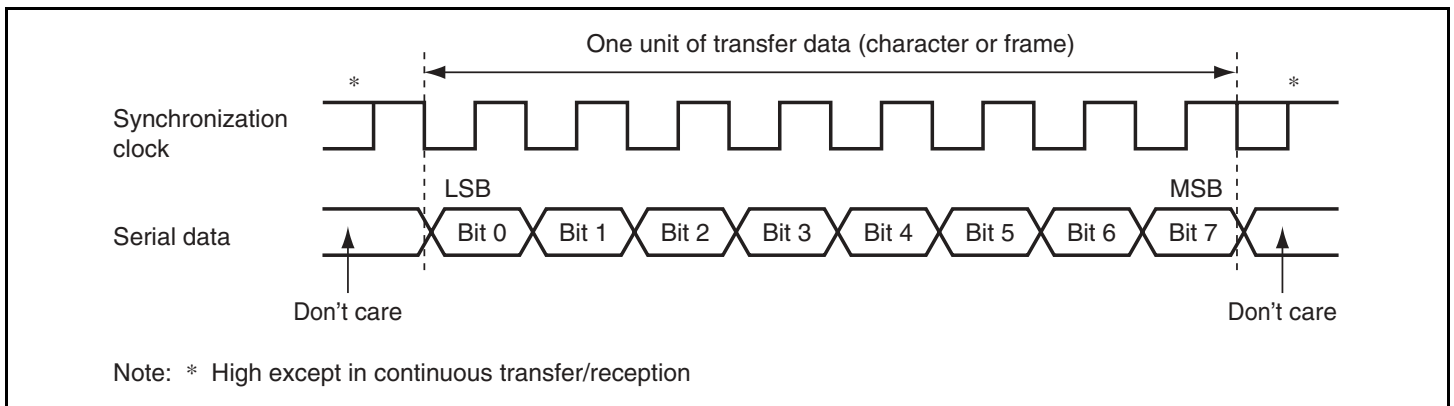 One unit of transfer data (character or frame)
* *
Synchronization
clock
LSB MSB
Serial data Bit 0 Bit 1 Bit 2 Bit 3 Bit 4 Bit 5 Bit 6 Bit 7
Don’t care Don’t care
Note: * High except in continuous transfer/reception